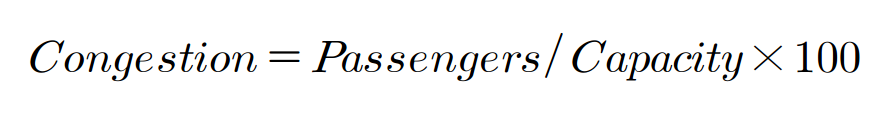 Congestion = Passengers / Capacity × 100